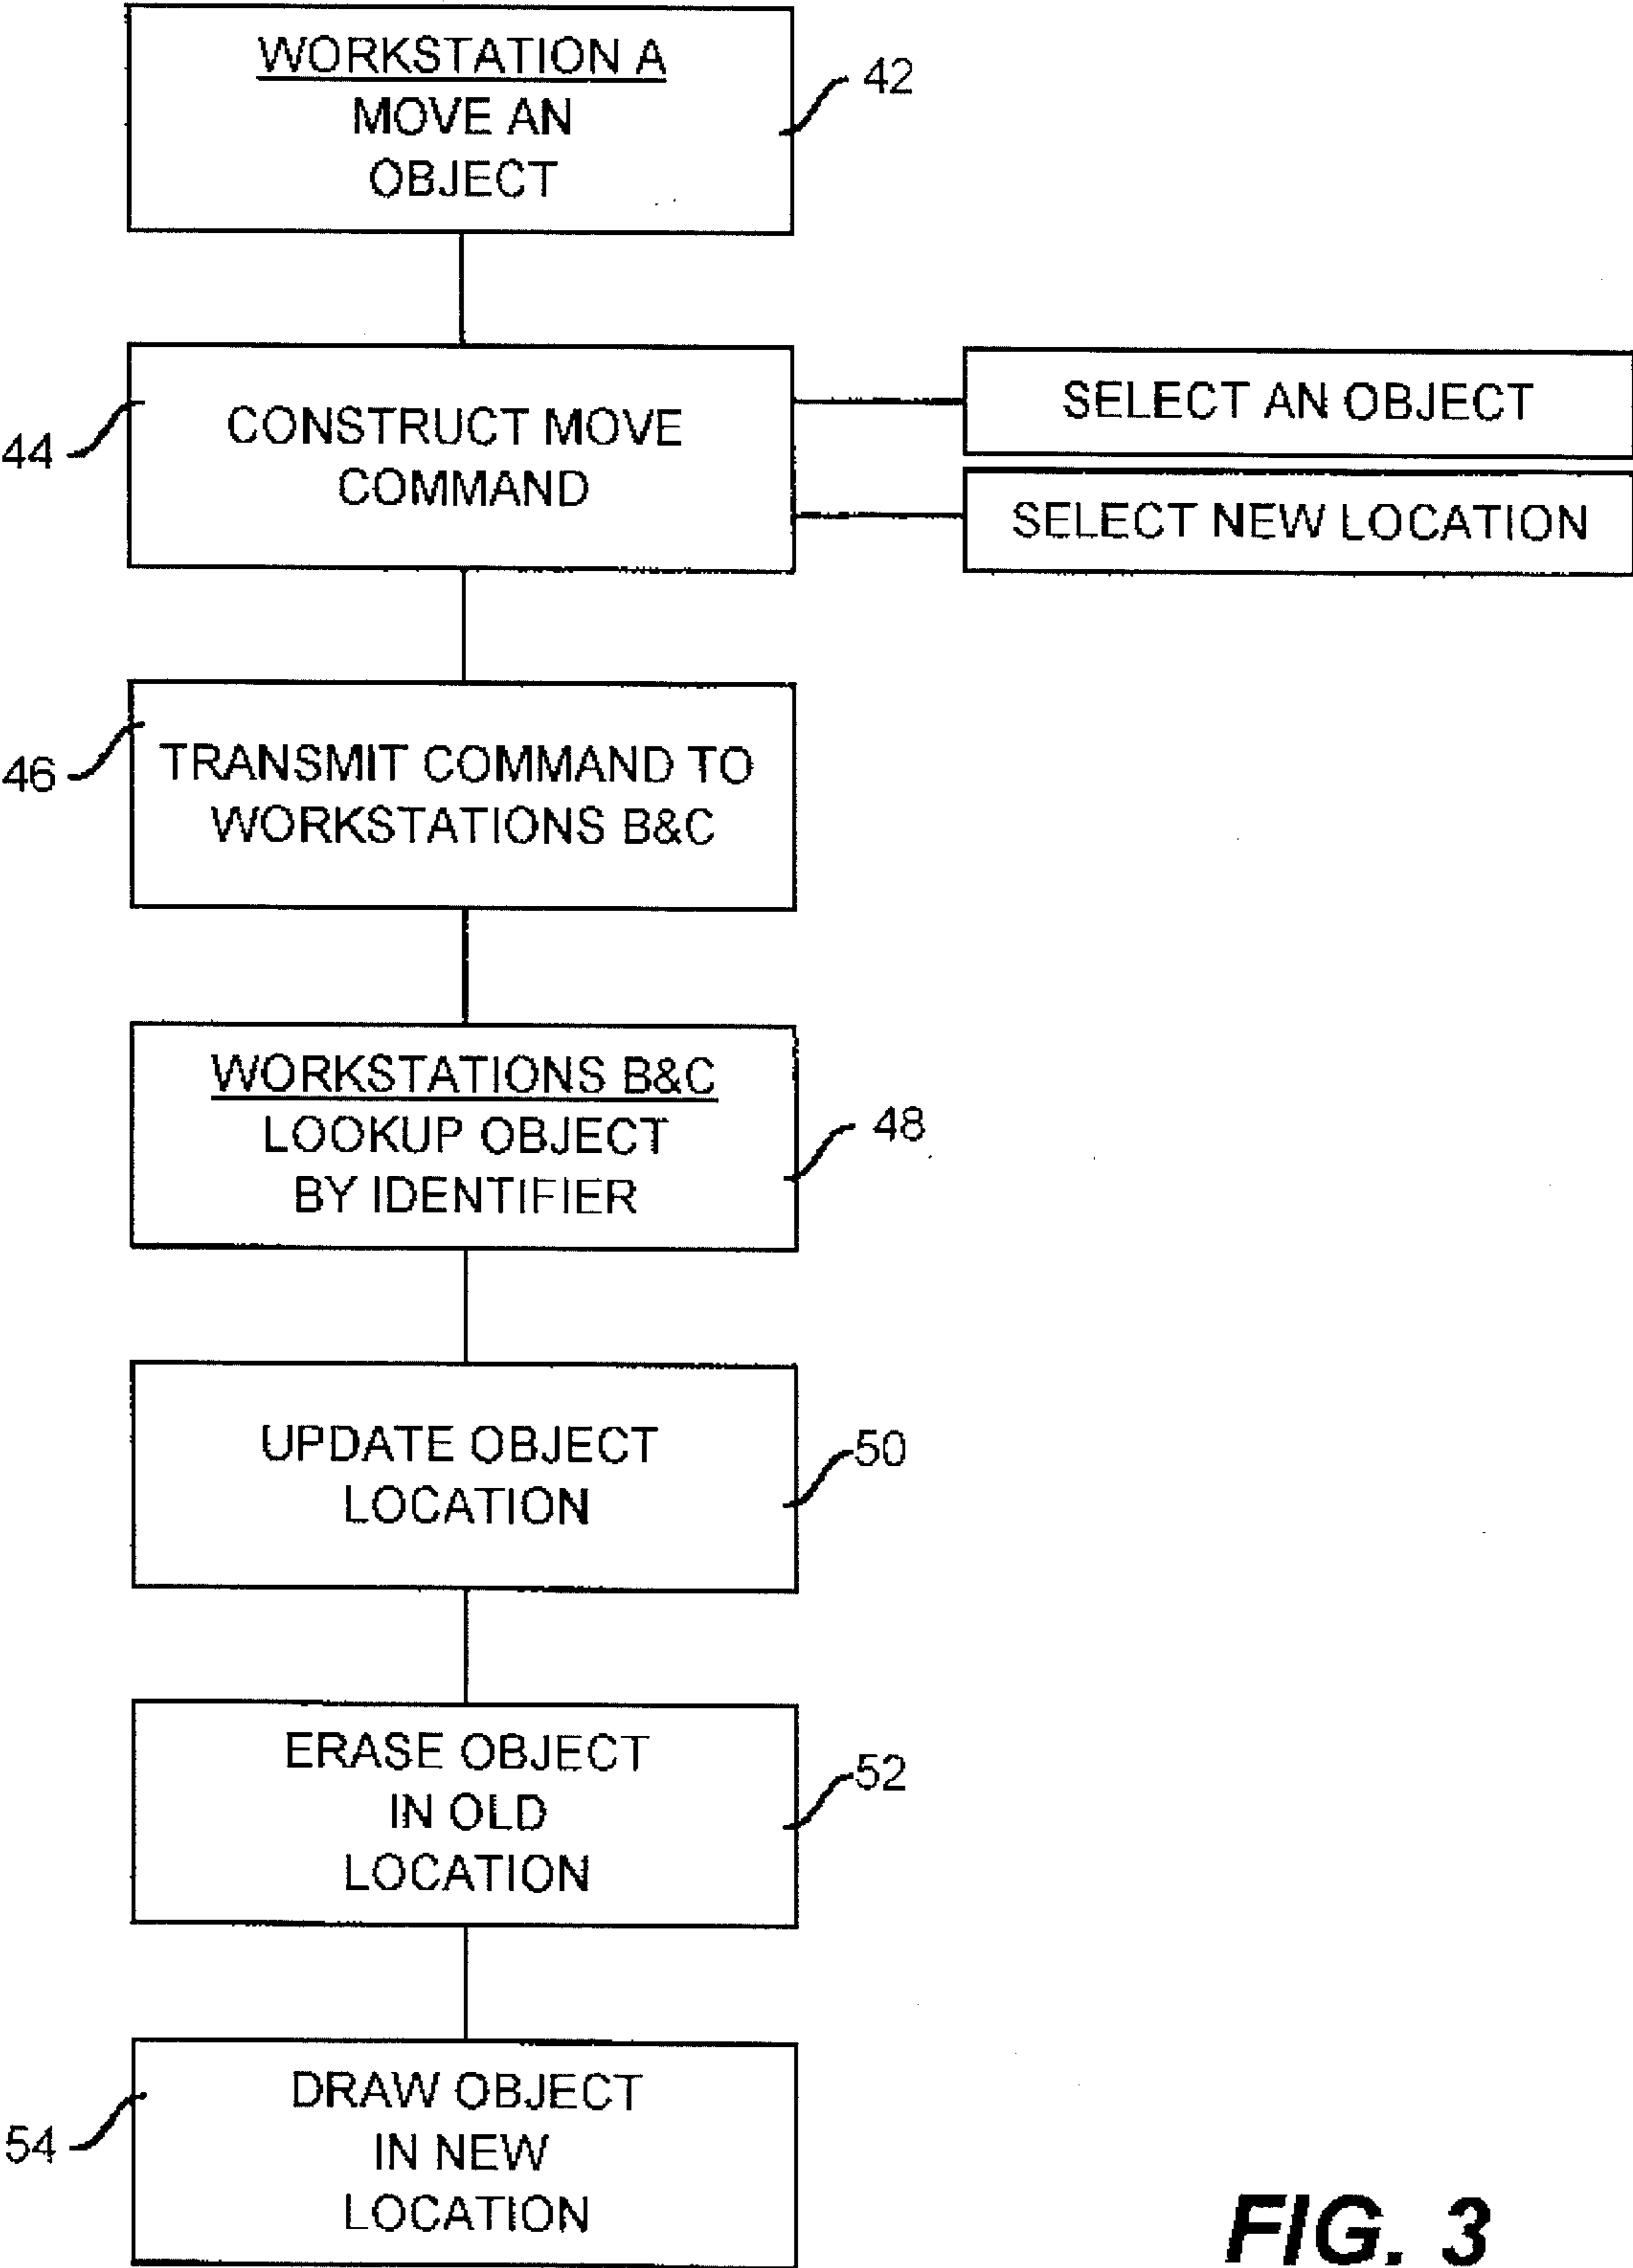 WORKSTATION A
MOVE AN
OBJECT
42
44
CONSTRUCT MOVE
COMMAND
SELECT AN OBJECT
SELECT NEW LOCATION
46
TRANSMIT COMMAND TO
WORKSTATIONS B&C
WORKSTATIONS B&C
LOOKUP OBJECT
BY IDENTIFIER
48
UPDATE OBJECT
LOCATION
50
ERASE OBJECT
IN OLD
LOCATION
52
54
DRAW OBJECT
IN NEW
LOCATION
FIG. 3